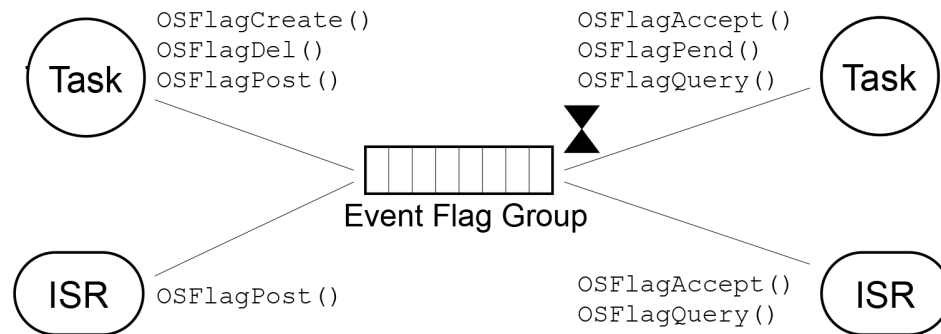 Task
OSFlagCreate()
OSFlagDel()
OSFlagPost()
OSFlagAccept()
OSFlagPend()
OSFlagQuery()
Task
Event Flag Group
ISR
OSFlagPost()
OSFlagAccept()
OSFlagQuery()
ISR